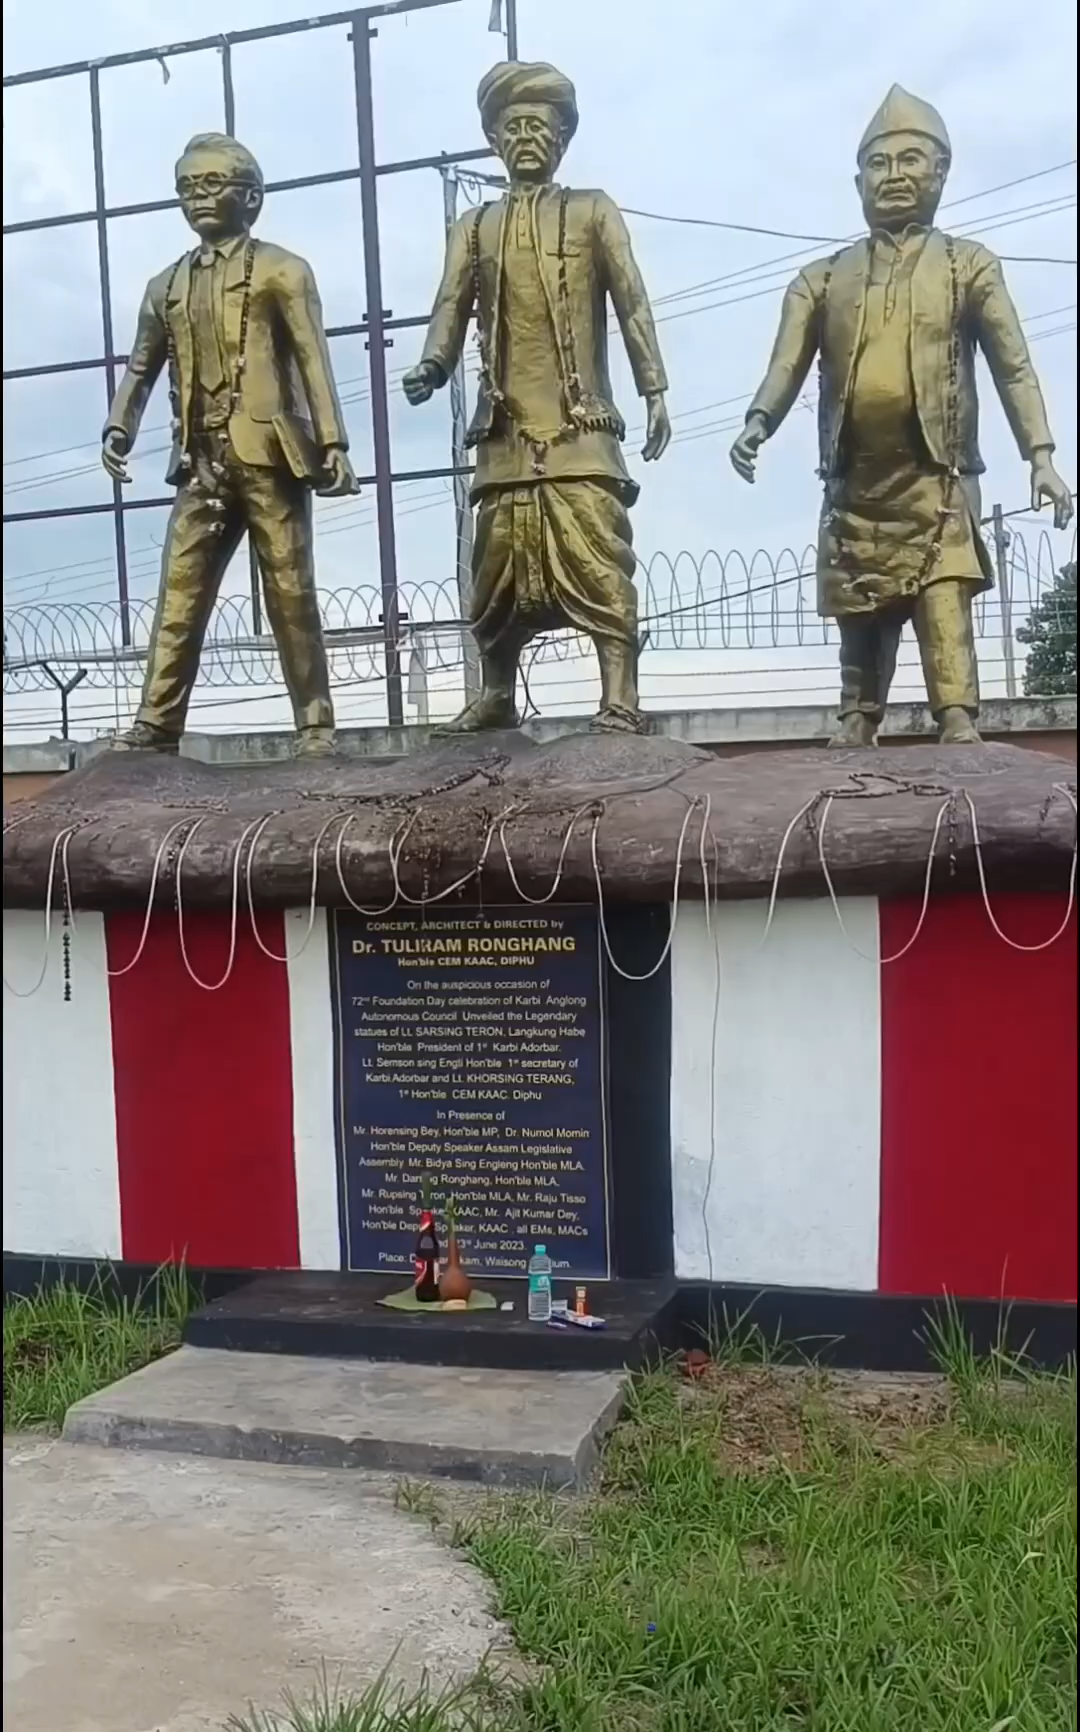 CONCEPT, ARCHITECT & DIRECTED by
Dr. TULIRAM RONGHANG
Hon'ble CEM KAAC, DIPHU
On the auspicious occasion of
72nd Foundation Day celebration of Karbi Anglong
Autonomous Council Unveiled the Legendary
statues of Lt. SARSING TERON, Langkung Habe
Hon'ble President of 1st Karbi Adorbar.
Lt. Semson sing Engti Hon'ble 1st secretary of
Karbi Adorbar and Lt. KHORSING TERANG,
1st Hon'ble CEM KAAC. Diphu
In Presence of
Mr. Horensing Bey, Hon'ble MP, Dr. Numol Momin
Hon'ble Deputy Speaker Assam Legislative
Assembly Mr. Bidya Sing Engleng Hon'ble MLA.
Mr. Ronghang, Hon'ble MLA,
Mr. Rupsing Hon'ble MLA, Mr. Raju Tisso
Hon'ble KAAC, Mr. Ajit Kumar Dey,
Hon'ble KAAC, all EMs, MACs
23rd June 2023.
Place: Waisong